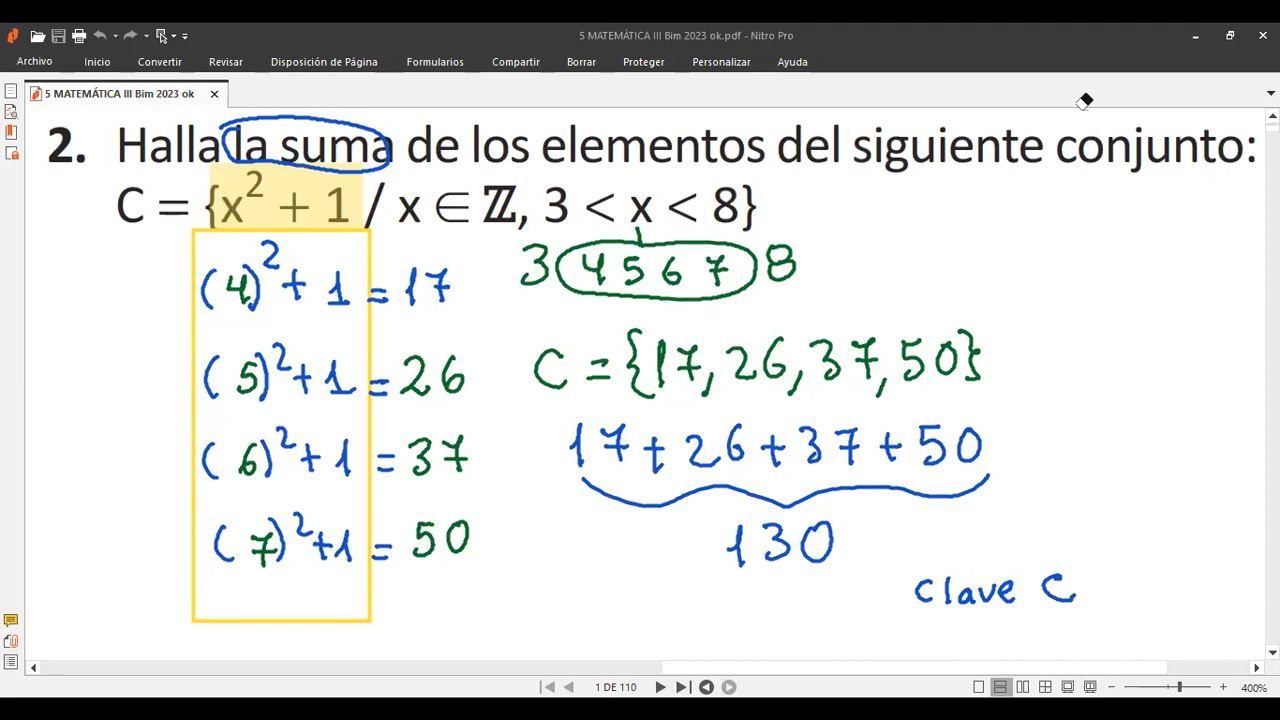 5 MATEMÁTICA III Bim 2023 ok.pdf - Nitro Pro
Archivo Inicio Convertir Revisar Disposición de Página Formularios Compartir Borrar Proteger Personalizar Ayuda
5 MATEMÁTICA III Bim 2023 ok
2. Halla la suma de los elementos del siguiente conjunto:
C = {x² + 1 / x ∈ ℤ, 3 < x < 8}
3 4 5 6 7 8
(4)² + 1 = 17
C = {17, 26, 37, 50}
(5)² + 1 = 26
17 + 26 + 37 + 50
(6)² + 1 = 37
130
(7)² + 1 = 50
clave C
1 DE 110
400%